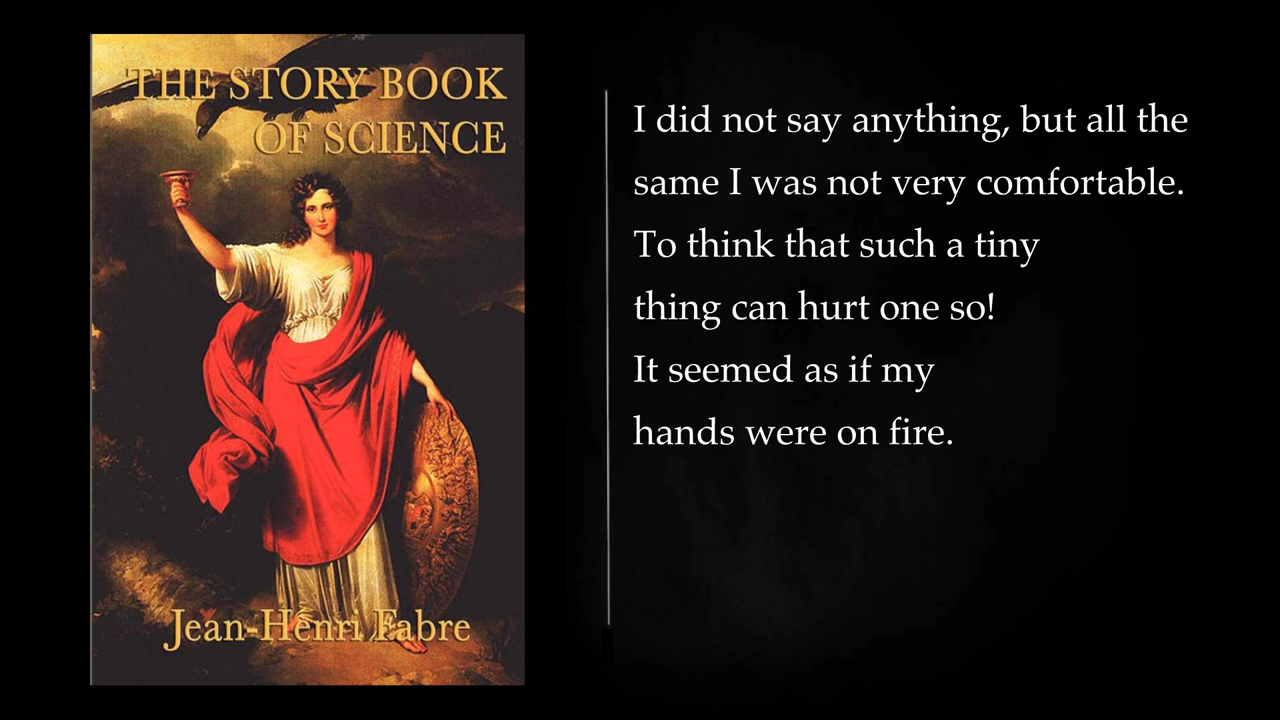 THE STORY BOOK
OF SCIENCE
Jean-Henri Fabre
I did not say anything, but all the
same I was not very comfortable.
To think that such a tiny
thing can hurt one so!
It seemed as if my
hands were on fire.